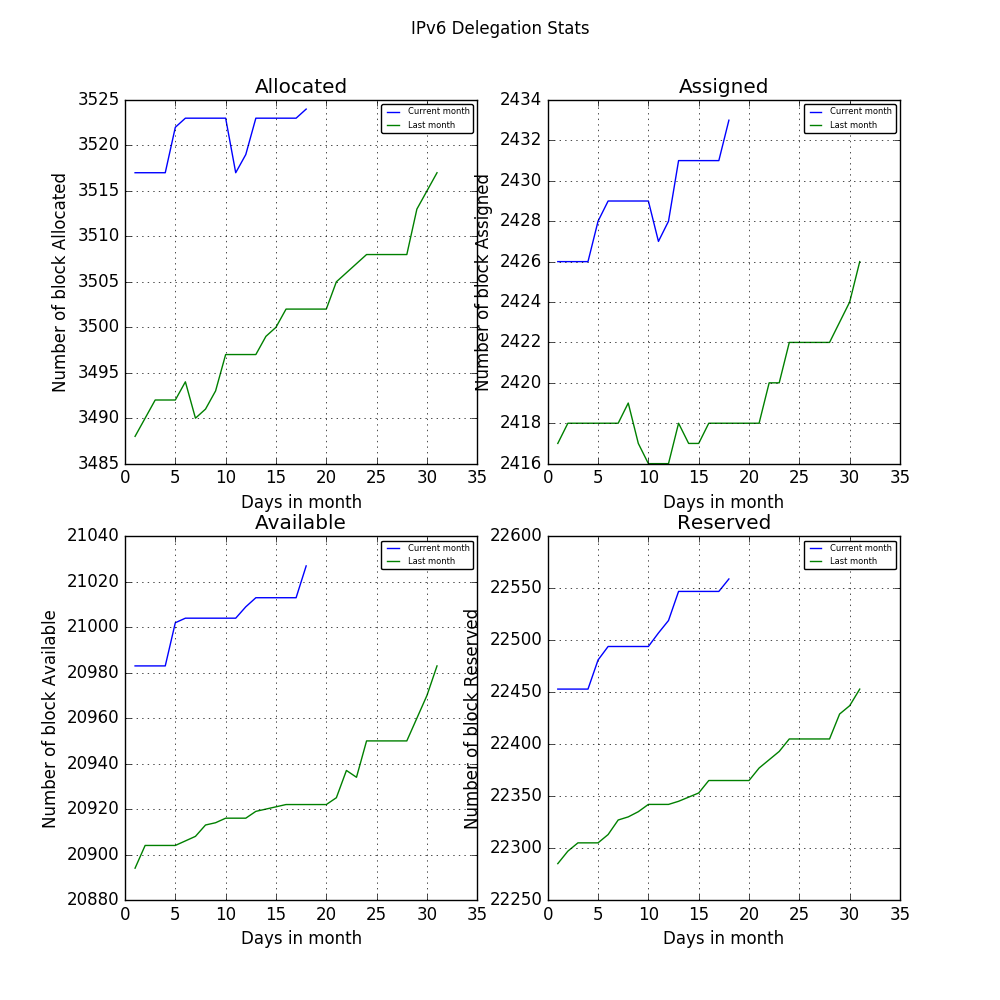 IPv6 Delegation Stats
Allocated
Number of block Allocated
3525
3520
3515
3510
3505
3500
3495
3490
3485
0 5 10 15 20 25 30 35
Days in month
Current month
Last month
Assigned
Number of block Assigned
2434
2432
2430
2428
2426
2424
2422
2420
2418
2416
0 5 10 15 20 25 30 35
Days in month
Current month
Last month
Available
Number of block Available
21040
21020
21000
20980
20960
20940
20920
20900
20880
0 5 10 15 20 25 30 35
Days in month
Current month
Last month
Reserved
Number of block Reserved
22600
22550
22500
22450
22400
22350
22300
22250
0 5 10 15 20 25 30 35
Days in month
Current month
Last month